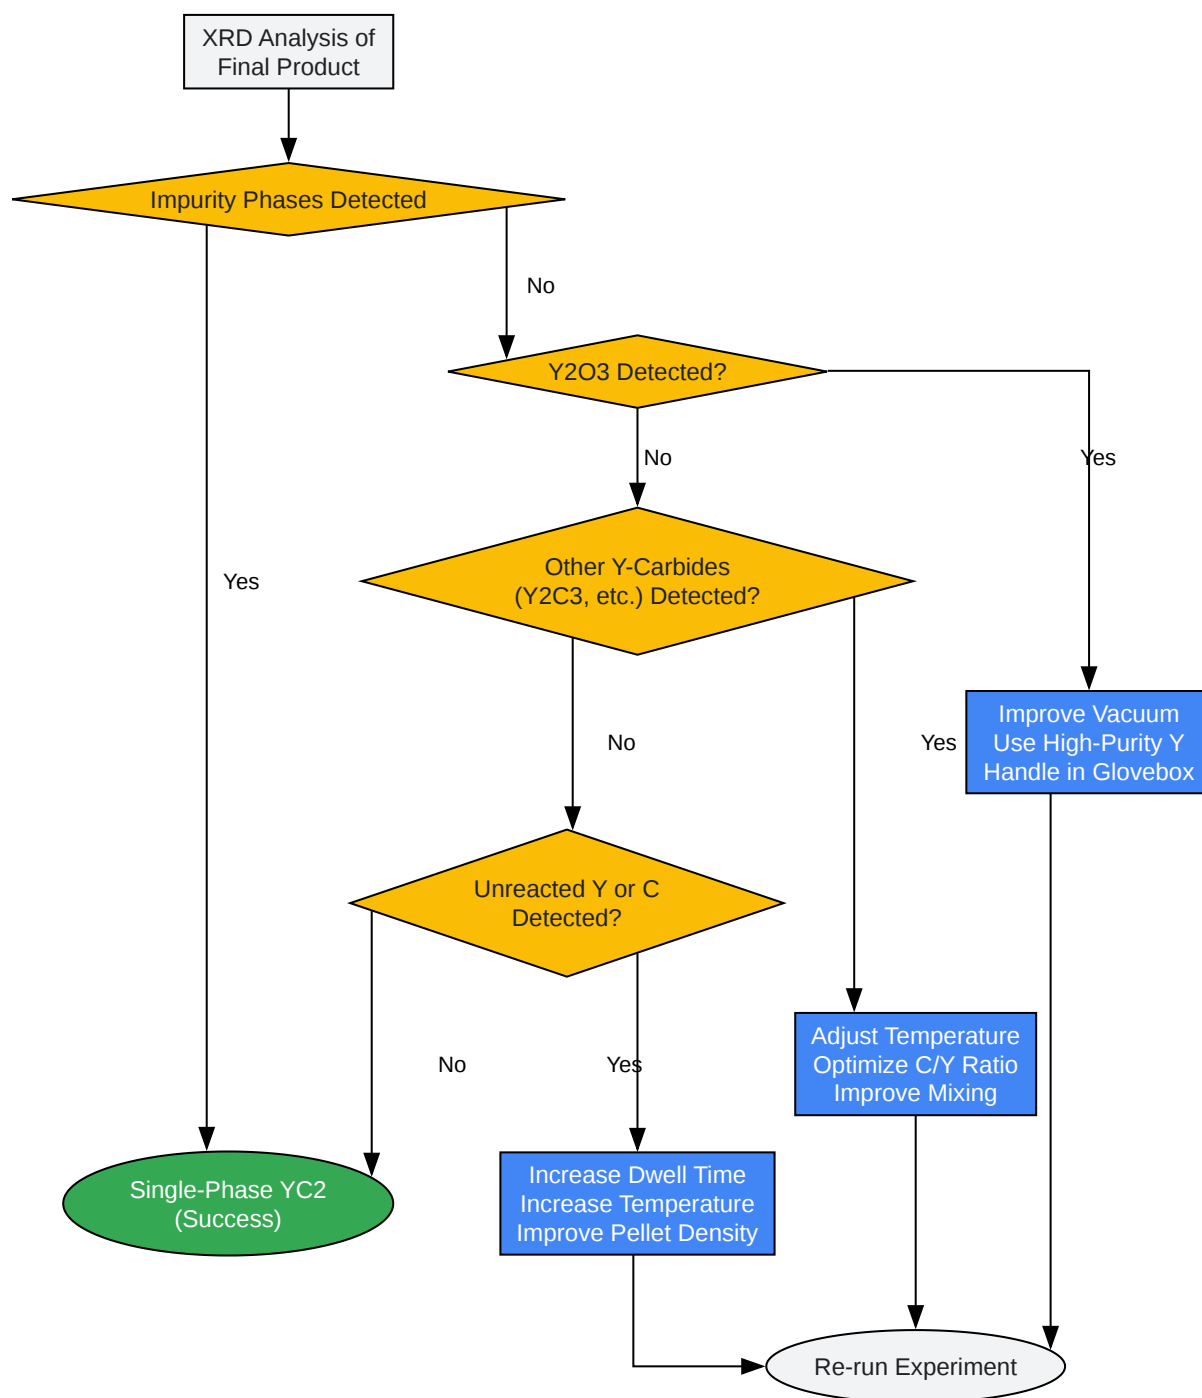 XRD Analysis of
Final Product
Impurity Phases Detected
No
Y2O3 Detected?
No
Yes
Other Y-Carbides
(Y2C3, etc.) Detected?
Yes
No
Yes
Improve Vacuum
Use High-Purity Y
Handle in Glovebox
Unreacted Y or C
Detected?
No
Yes
Adjust Temperature
Optimize C/Y Ratio
Improve Mixing
Single-Phase YC2
(Success)
Increase Dwell Time
Increase Temperature
Improve Pellet Density
Re-run Experiment